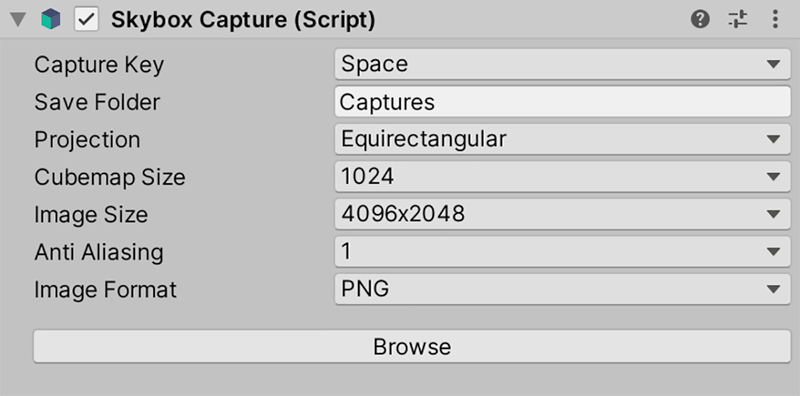 Skybox Capture (Script)
Capture Key Space
Save Folder Captures
Projection Equirectangular
Cubemap Size 1024
Image Size 4096x2048
Anti Aliasing 1
Image Format PNG
Browse